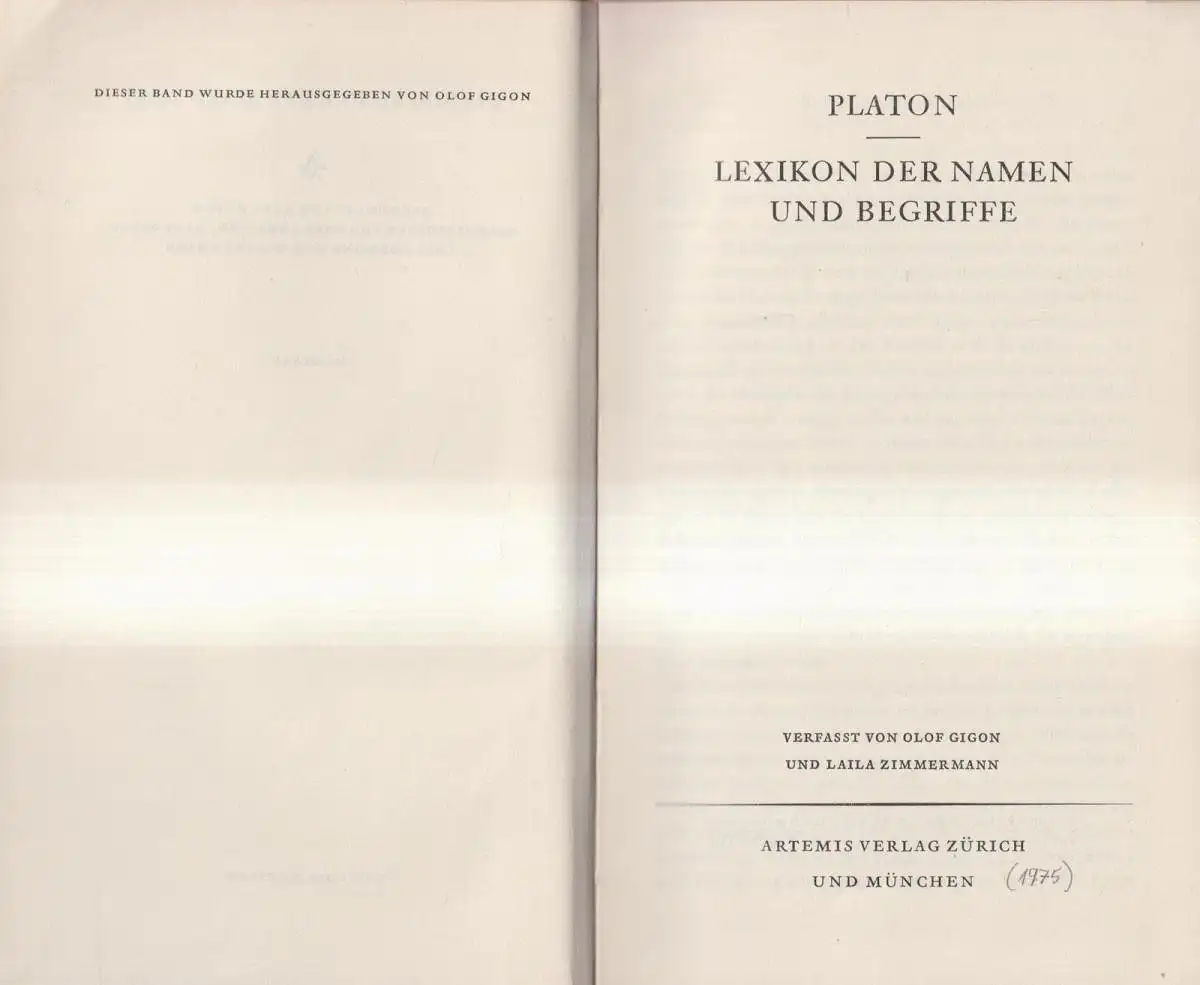 DIESER BAND WURDE HERAUSGEGEBEN VON OLOF GIGON
PLATON
LEXIKON DER NAMEN
UND BEGRIFFE
VERFASST VON OLOF GIGON
UND LAILA ZIMMERMANN
ARTEMIS VERLAG ZÜRICH
UND MÜNCHEN (1975)